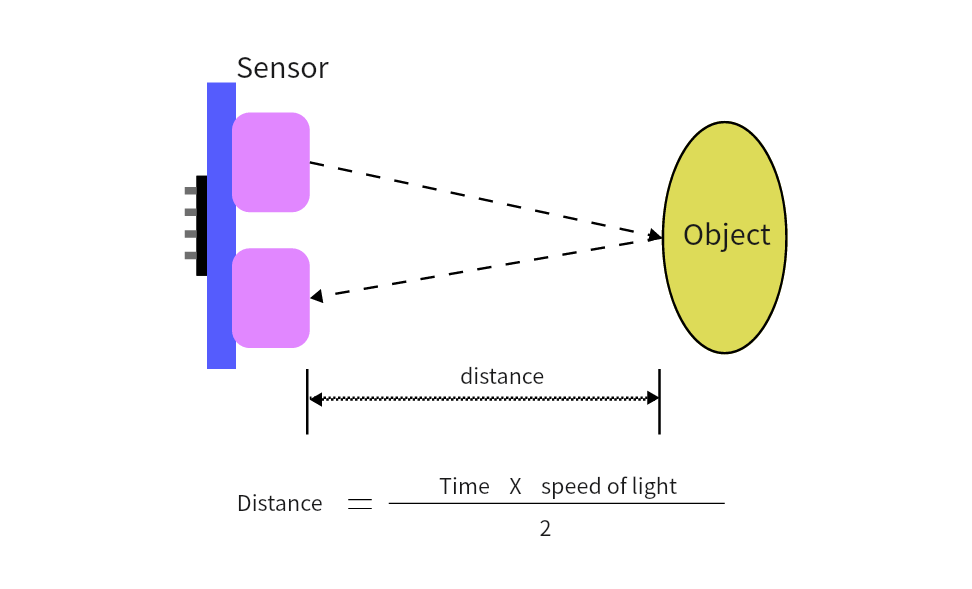 Sensor
Object
distance
Distance = Time X speed of light
2